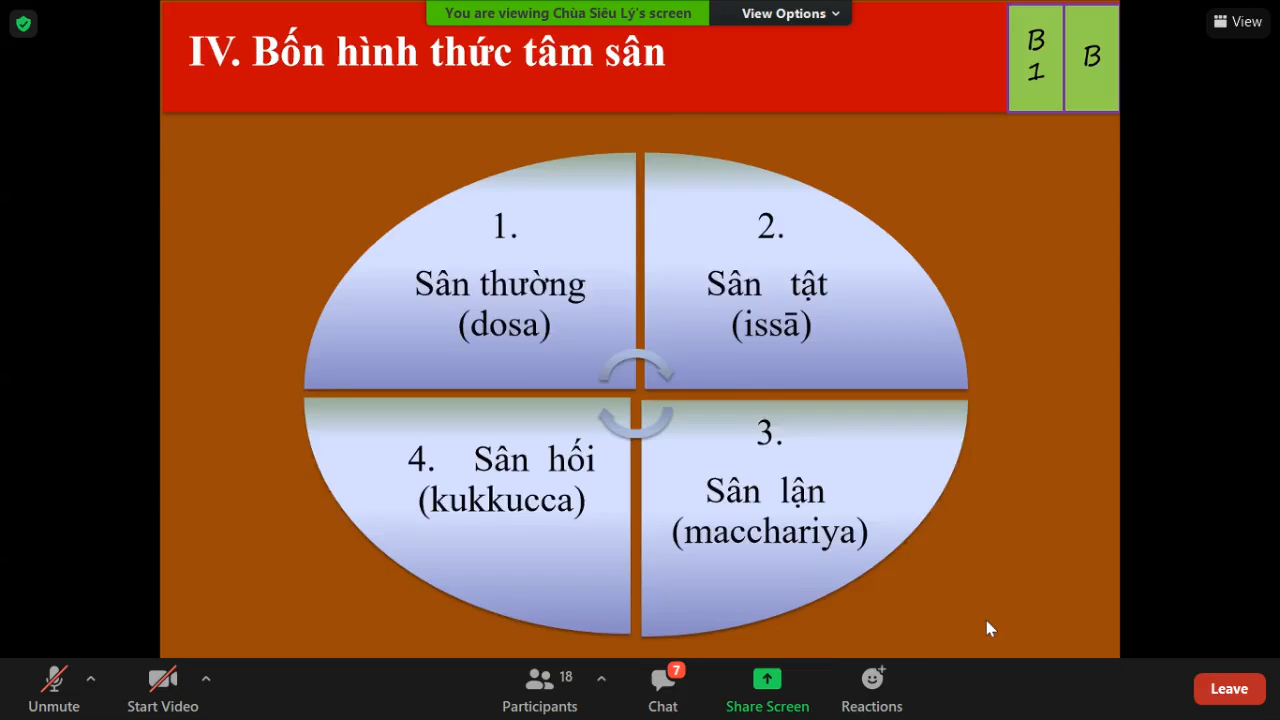 You are viewing Chùa Siêu Lý's screen
View Options
View
IV. Bốn hình thức tâm sân
B
1
B
1.
Sân thường
(dosa)
2.
Sân tật
(issā)
4. Sân hối
(kukkucca)
3.
Sân lận
(macchariya)
Unmute
Start Video
Participants
18
Chat
7
Share Screen
Reactions
Leave